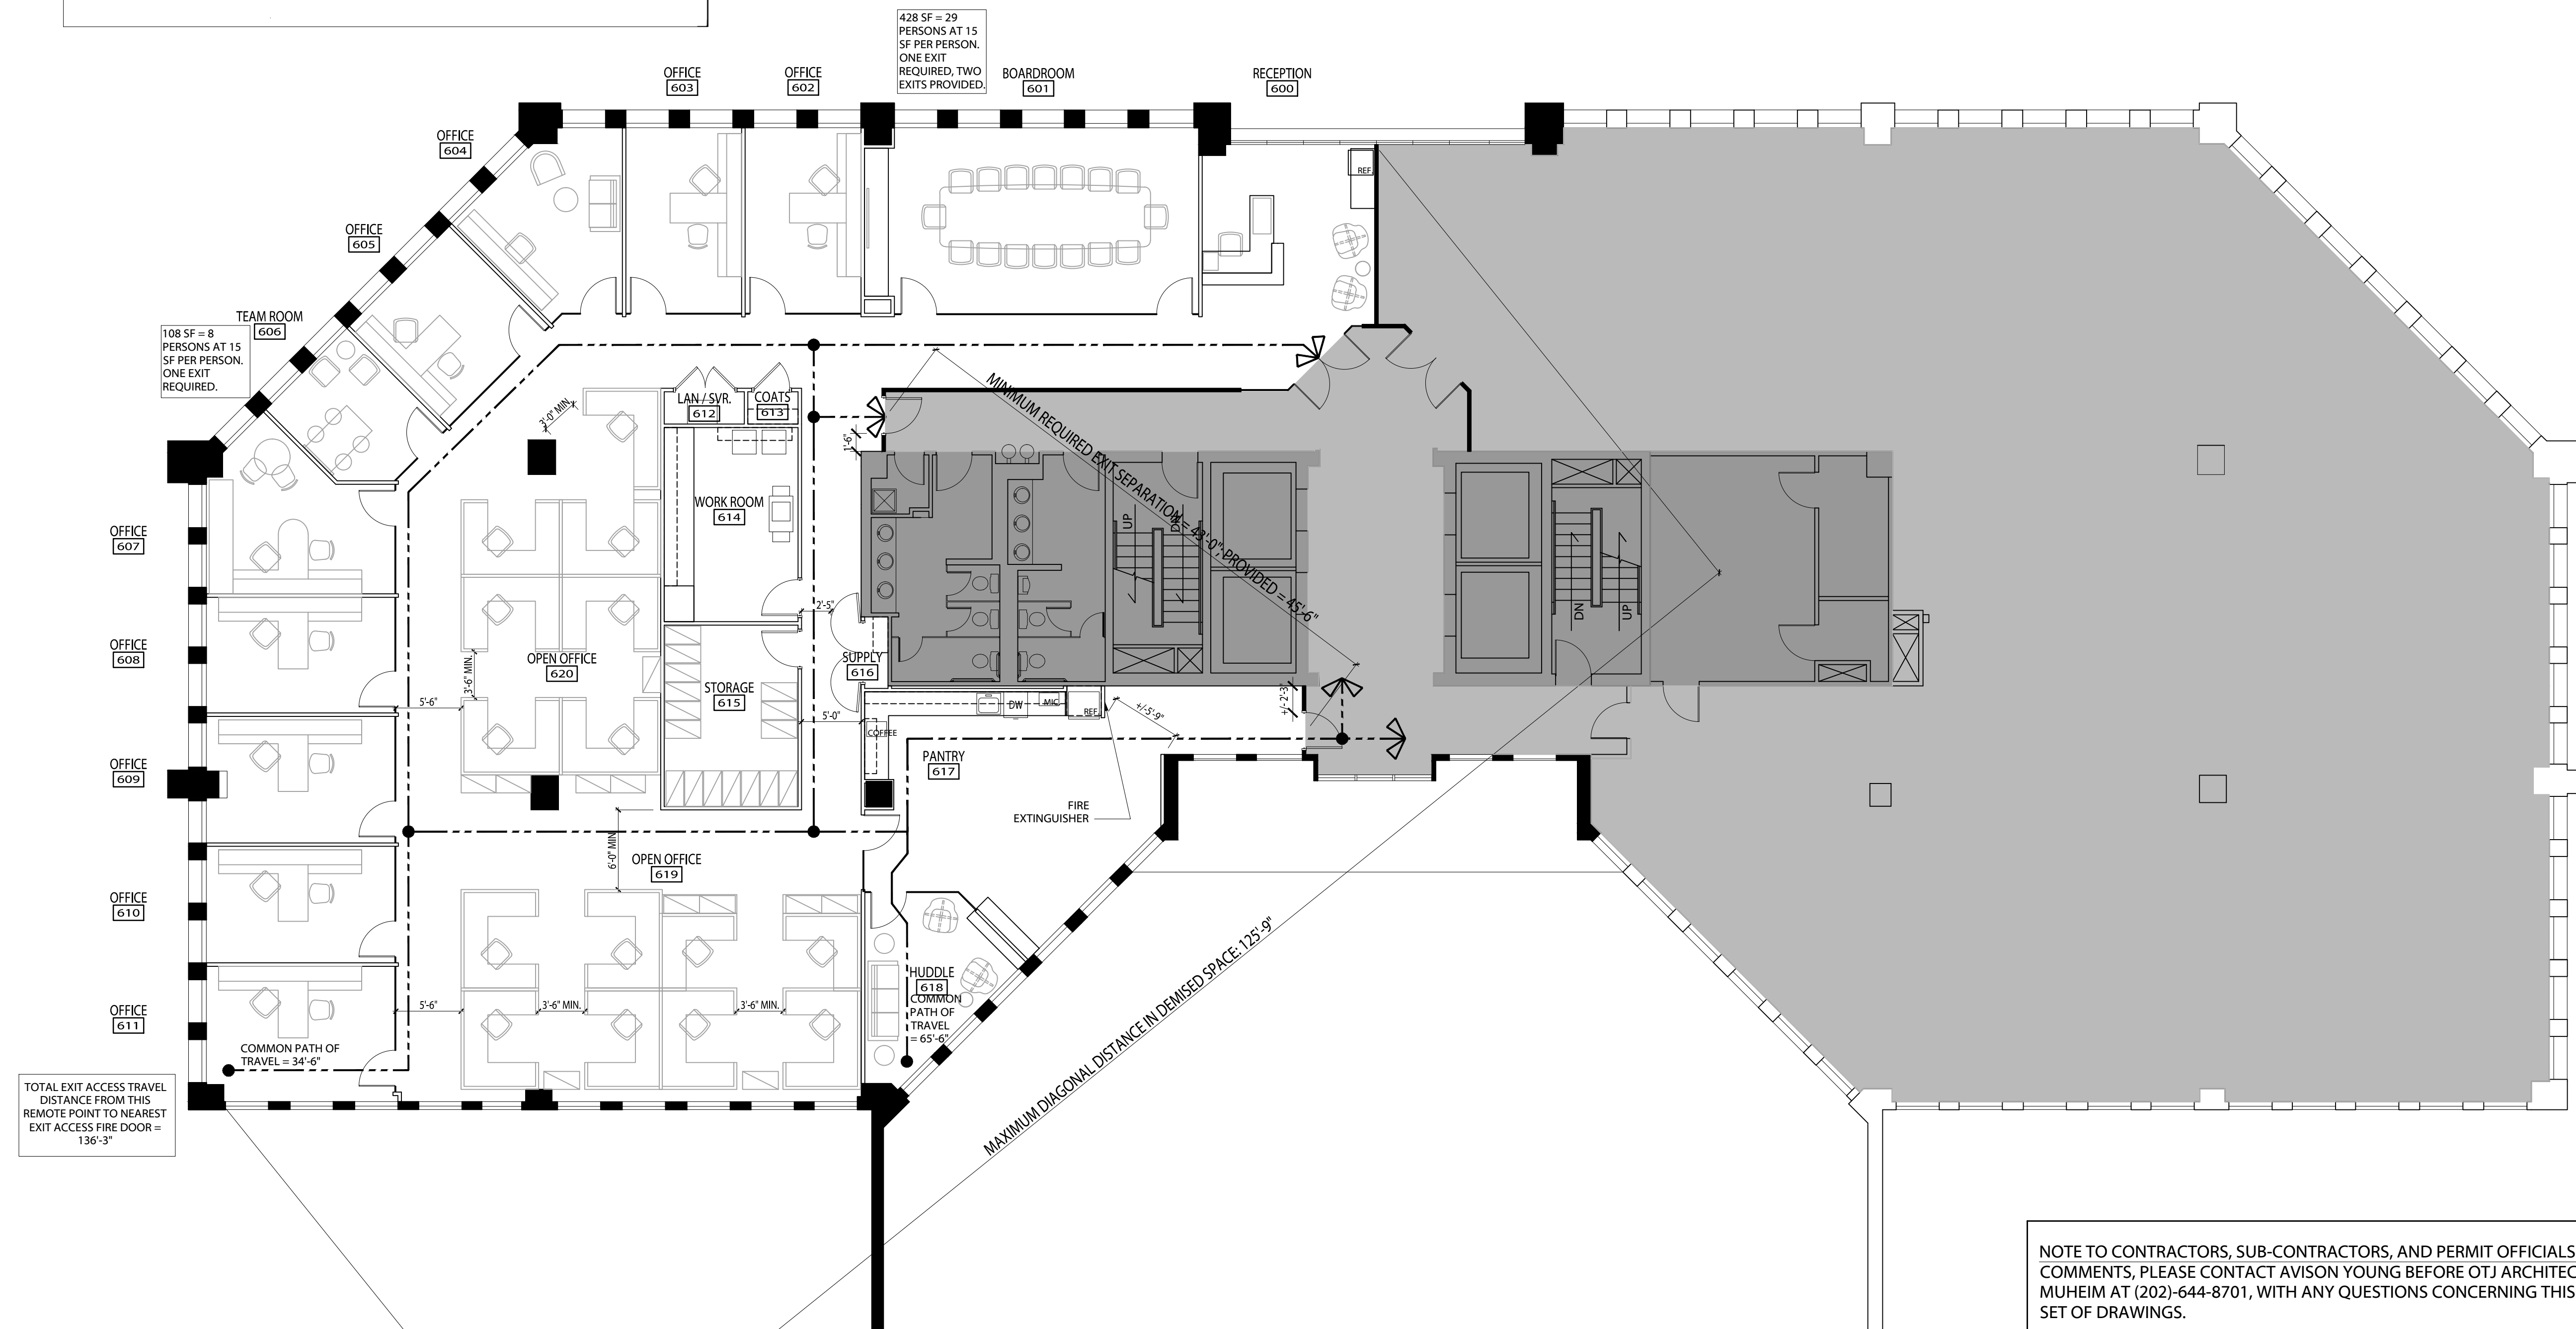 428 SF = 29
PERSONS AT 15
SF PER PERSON.
ONE EXIT
REQUIRED, TWO
EXITS PROVIDED.
OFFICE
603
OFFICE
602
BOARDROOM
601
RECEPTION
600
OFFICE
604
REF.
OFFICE
605
TEAM ROOM
606
108 SF = 8
PERSONS AT 15
SF PER PERSON.
ONE EXIT
REQUIRED.
3'-0" MIN.
LAN / SVR.
612
COATS
613
1'-6"
MINIMUM REQUIRED EXIT SEPARATION = 43'-0"; PROVIDED = 45'-6"
WORK ROOM
614
UP
DN
OFFICE
607
2'-5"
DN
UP
OFFICE
608
OPEN OFFICE
620
3'-6" MIN.
SUPPLY
616
STORAGE
615
5'-6"
5'-0"
DW
MIC.
REF.
+/-5'-9"
+/- 2'-3"
COFFEE
PANTRY
617
OFFICE
609
FIRE
EXTINGUISHER
6'-0" MIN.
OPEN OFFICE
619
OFFICE
610
MAXIMUM DIAGONAL DISTANCE IN DEMISED SPACE: 125'-9"
HUDDLE
618
COMMON
PATH OF
TRAVEL
= 65'-6"
5'-6"
3'-6" MIN.
3'-6" MIN.
OFFICE
611
COMMON PATH OF
TRAVEL = 34'-6"
TOTAL EXIT ACCESS TRAVEL
DISTANCE FROM THIS
REMOTE POINT TO NEAREST
EXIT ACCESS FIRE DOOR =
136'-3"
NOTE TO CONTRACTORS, SUB-CONTRACTORS, AND PERMIT OFFICIALS
COMMENTS, PLEASE CONTACT AVISON YOUNG BEFORE OTJ ARCHITEC
MUHEIM AT (202)-644-8701, WITH ANY QUESTIONS CONCERNING THIS
SET OF DRAWINGS.